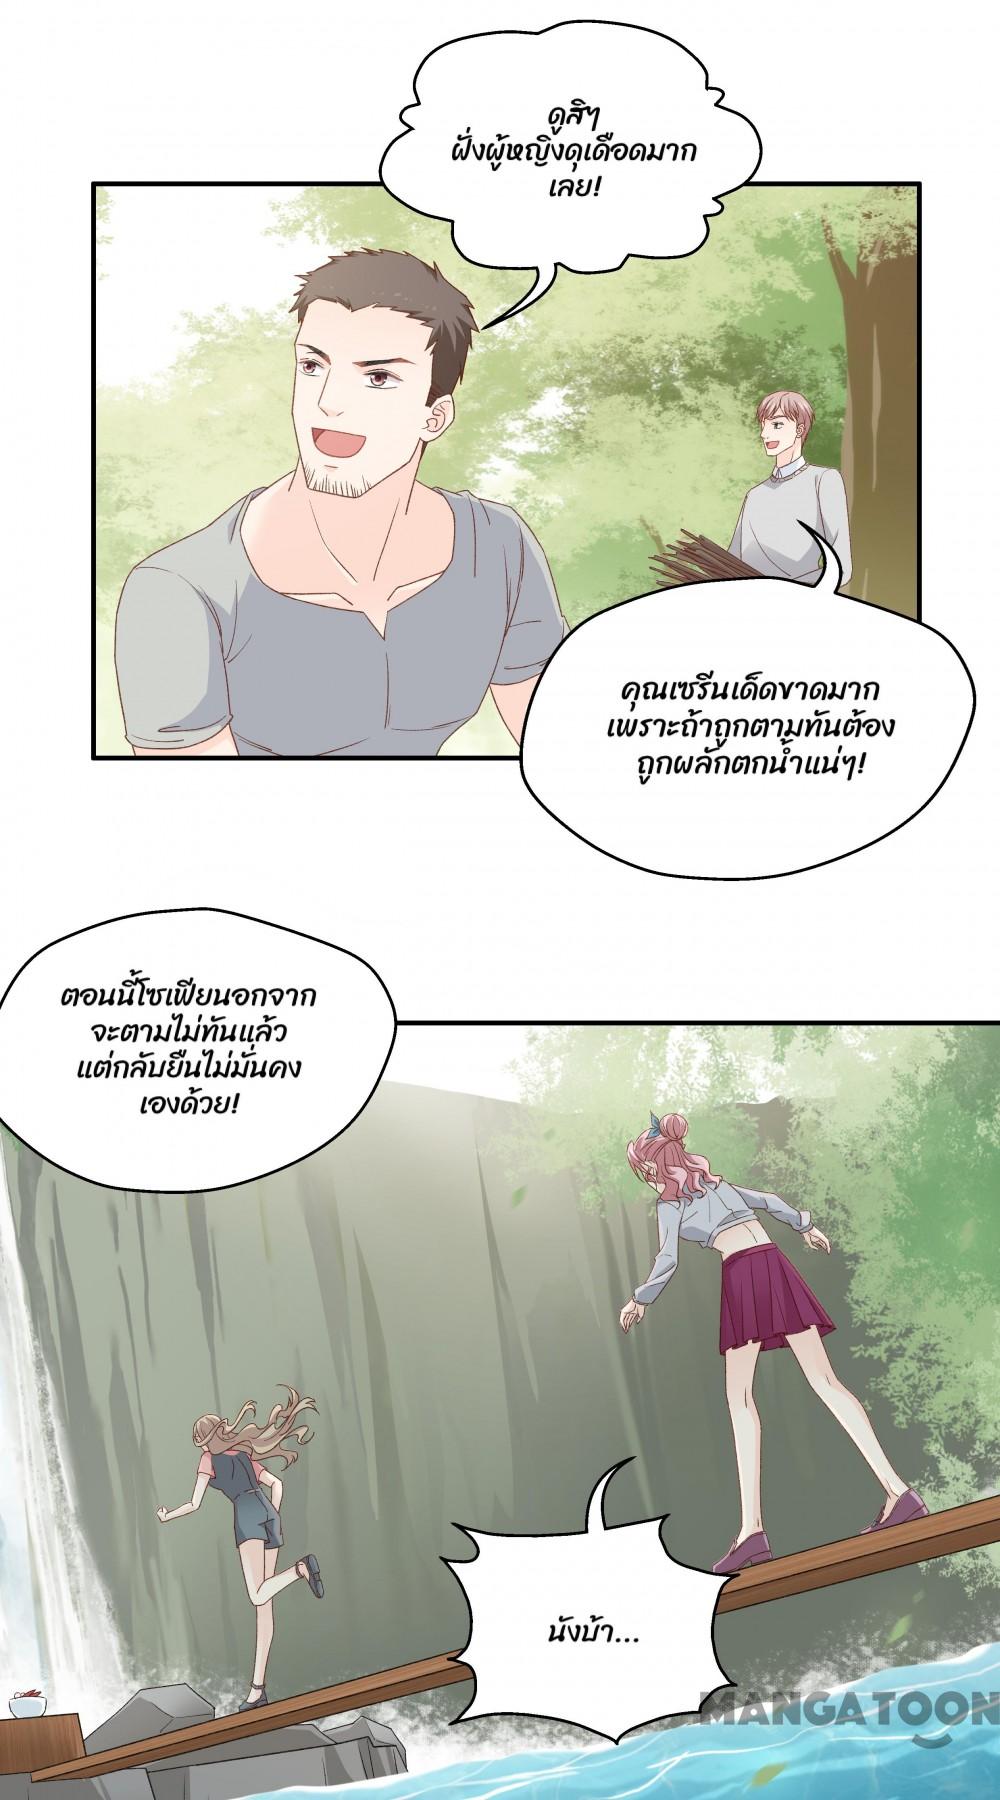 ดูสิๆ
ฝั่งผู้หญิงดุเดือดมาก
เลย!
คุณเซรีนเด็ดขาดมาก
เพราะถ้าถูกตามทันต้อง
ถูกผลักตกน้ำแน่ๆ!
ตอนนี้โซเฟียนอกจาก
จะตามไม่ทันแล้ว
แต่กลับยืนไม่มั่นคง
เองด้วย!
นังบ้า...
MANGATOON